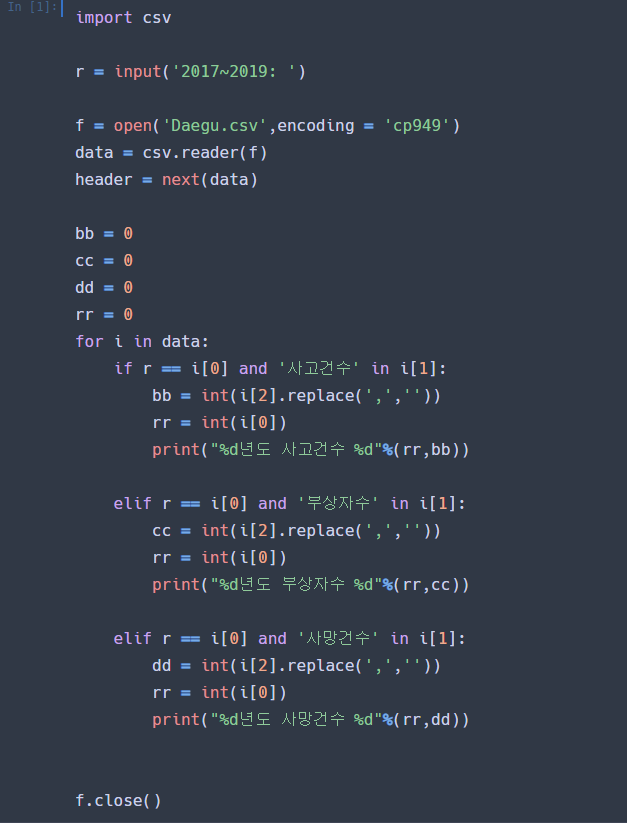 In [1]:
import csv
r = input('2017~2019: ')
f = open('Daegu.csv',encoding = 'cp949')
data = csv.reader(f)
header = next(data)
bb = 0
cc = 0
dd = 0
rr = 0
for i in data:
    if r == i[0] and '사고건수' in i[1]:
        bb = int(i[2].replace(',',''))
        rr = int(i[0])
        print("%d년도 사고건수 %d"%(rr,bb))
    elif r == i[0] and '부상자수' in i[1]:
        cc = int(i[2].replace(',',''))
        rr = int(i[0])
        print("%d년도 부상자수 %d"%(rr,cc))
    elif r == i[0] and '사망건수' in i[1]:
        dd = int(i[2].replace(',',''))
        rr = int(i[0])
        print("%d년도 사망건수 %d"%(rr,dd))
f.close()